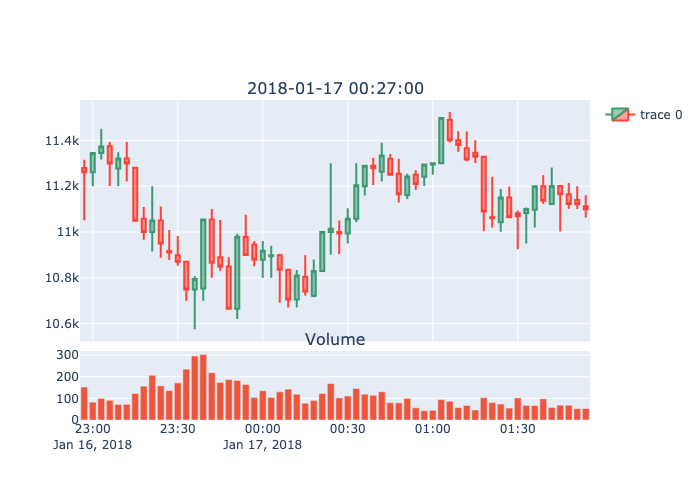 2018-01-17 00:27:00
trace 0
11.4k
11.2k
11k
10.8k
10.6k
Volume
300
200
100
0
23:00 23:30 00:00 00:30 01:00 01:30
Jan 16, 2018 Jan 17, 2018